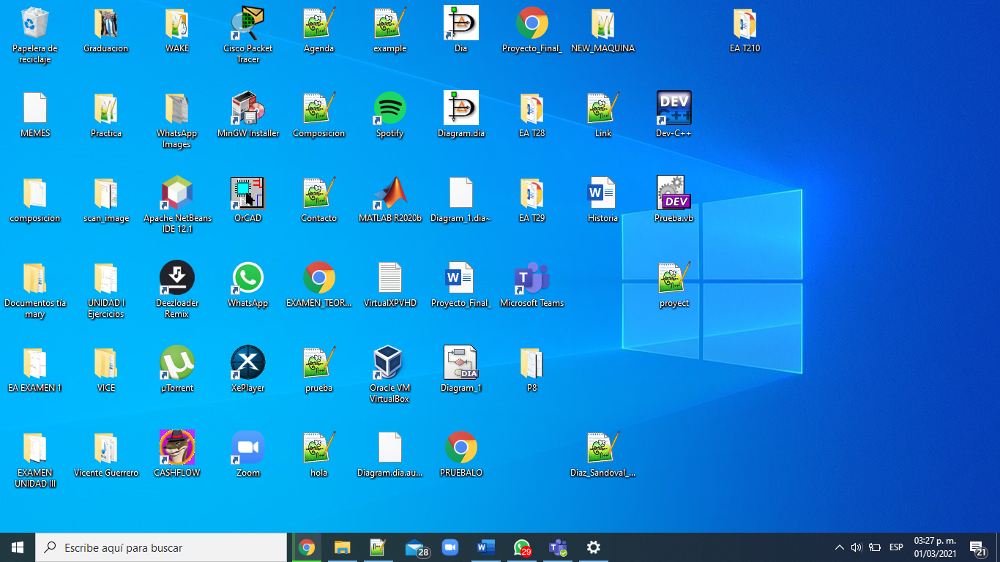 Papelera de
reciclaje
Graduacion
WAKE
Cisco Packet
Tracer
Agenda
example
Dia
Proyecto_Final_
NEW_MAQUINA
EA T210
MEMES
Practica
WhatsApp
Images
MinGW Installer
Composicion
Spotify
Diagram.dia
EA T28
Link
DEV
C++
Dev-C++
composicion
scan_image
Apache NetBeans
IDE 12.1
OrCAD
Contacto
MATLAB R2020b
Diagram_1.dia~
EA T29
W
Historia
DEV
Prueba.vb
Documentos tia
mary
UNIDAD I
Ejercicios
Deezloader
Remix
WhatsApp
EXAMEN_TEOR...
VirtualXPVHD
W
Proyecto_Final_
T
Microsoft Teams
proyect
EA EXAMEN 1
VICE
µ
µTorrent
X
XePlayer
prueba
Oracle VM
VirtualBox
DIA
Diagram_1
P8
EXAMEN
UNIDAD III
Vicente Guerrero
CASHFLOW
Zoom
hola
Diagram.dia.au...
PRUEBALO
Diaz_Sandoval_...
Escribe aquí para buscar
28
W
29
T
ESP
03:27 p. m.
01/03/2021
21